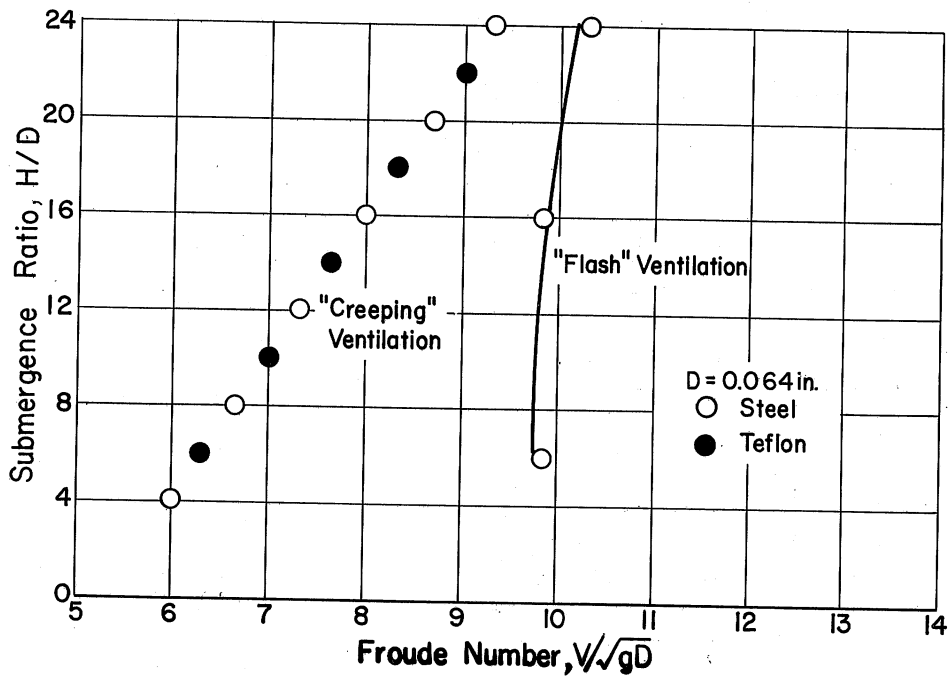 24
20
16
12
8
4
0
Submergence Ratio, H/D
"Creeping"
Ventilation
"Flash" Ventilation
D = 0.064 in.
Steel
Teflon
5 6 7 8 9 10 11 12 13 14
Froude Number, V/√gD